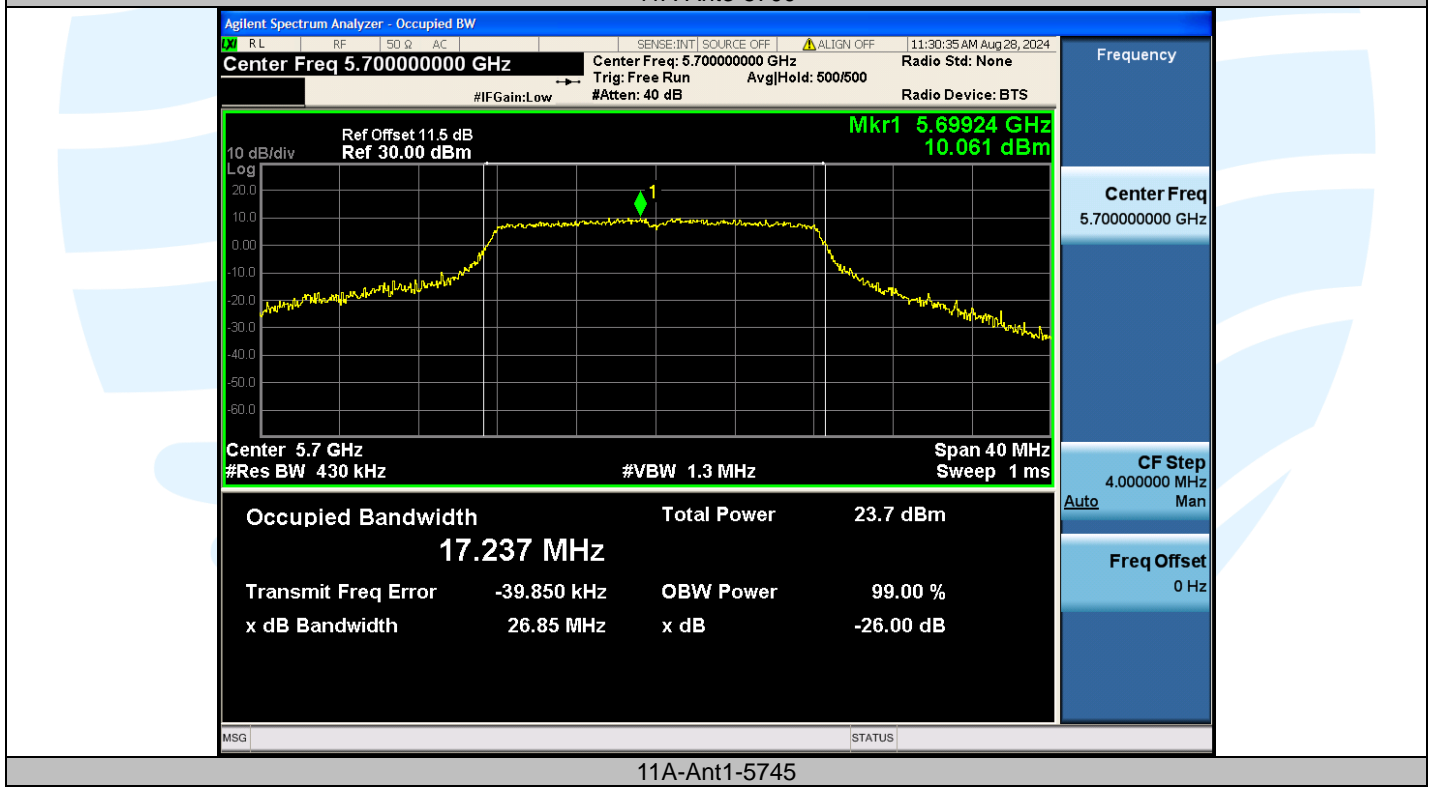 Agilent Spectrum Analyzer - Occupied BW
LXI RL RF 50 Ω AC SENSE:INT SOURCE OFF ALIGN OFF 11:30:35 AM Aug 28, 2024
Center Freq 5.700000000 GHz
Center Freq: 5.700000000 GHz
Radio Std: None
Trig: Free Run Avg|Hold: 500/500
#IFGain:Low
#Atten: 40 dB
Radio Device: BTS
Frequency
Mkr1 5.69924 GHz
10.061 dBm
Ref Offset 11.5 dB
10 dB/div Ref 30.00 dBm
Log
20.0
10.0
0.00
-10.0
-20.0
-30.0
-40.0
-50.0
-60.0
1
Center 5.7 GHz Span 40 MHz
#Res BW 430 kHz #VBW 1.3 MHz Sweep 1 ms
Center Freq
5.700000000 GHz
CF Step
4.000000 MHz
Auto Man
Freq Offset
0 Hz
Occupied Bandwidth Total Power 23.7 dBm
17.237 MHz
Transmit Freq Error -39.850 kHz OBW Power 99.00 %
x dB Bandwidth 26.85 MHz x dB -26.00 dB
MSG STATUS
11A-Ant1-5745